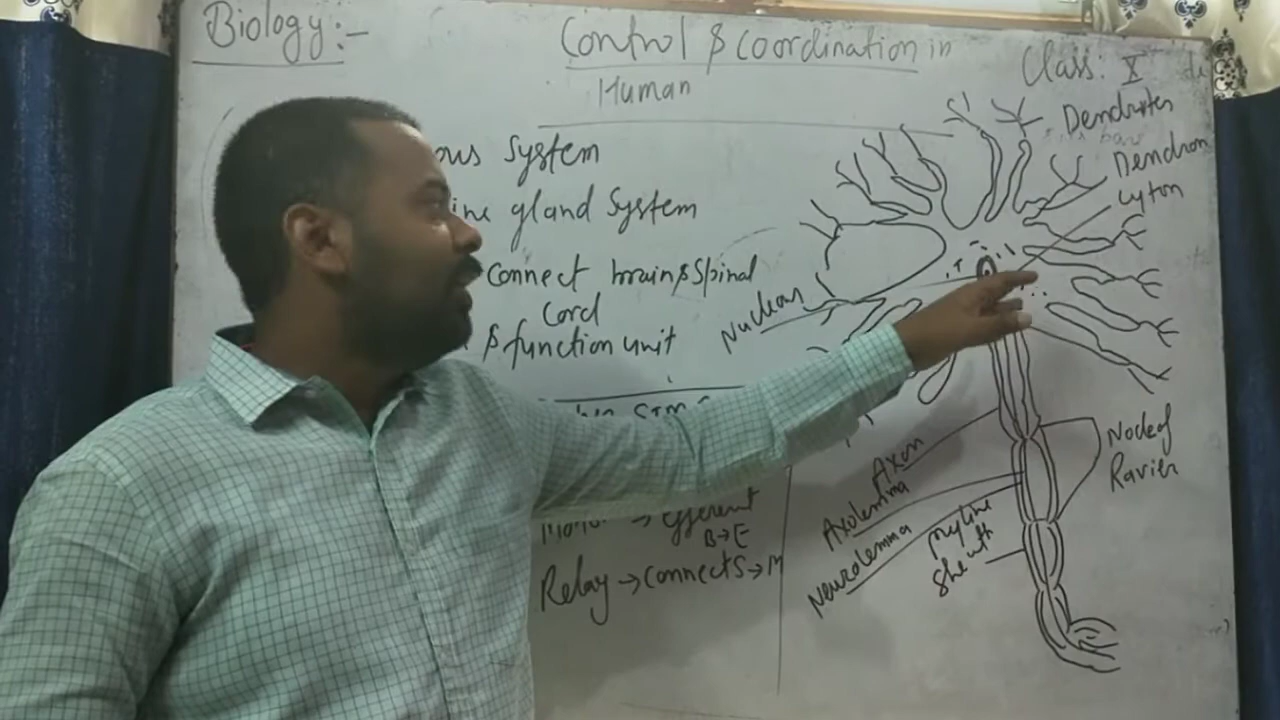 Biology:-
Control & Coordination in
Human
Class: X
ous System
ine gland System
Connect brain & Spinal
Cord
& function unit
efferent
B→E
Relay → Connect S → M
Dendrites
Dendron
Cyton
Nucleus
Axon
Axolemma
Neurolemma
Myline
Sheath
Node of
Ravier